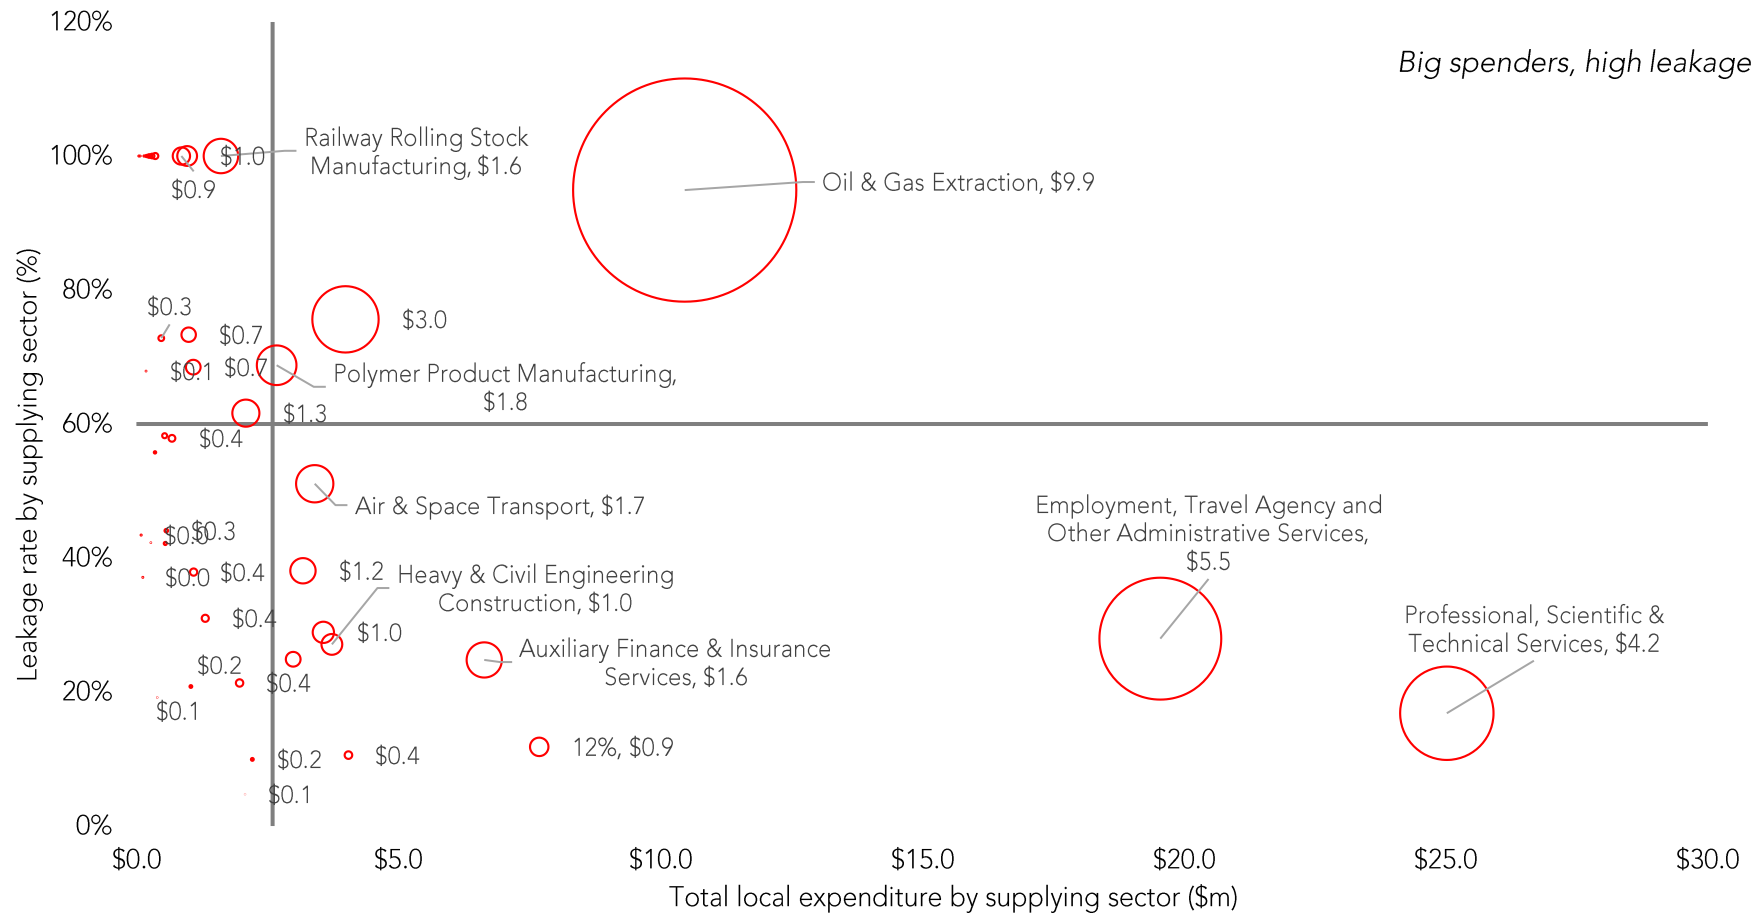 120%
Big spenders, high leakage
Railway Rolling Stock
Manufacturing, $1.6
100%
$1.0
$0.9
Oil & Gas Extraction, $9.9
Leakage rate by supplying sector (%)
80%
$0.3
$3.0
$0.7
$0.1
$0.7
Polymer Product Manufacturing,
$1.8
$1.3
60%
$0.4
Air & Space Transport, $1.7
Employment, Travel Agency and
Other Administrative Services,
$5.5
$0.0
$0.3
40%
$0.0
$0.4
$1.2
Heavy & Civil Engineering
Construction, $1.0
$0.4
$1.0
Professional, Scientific &
Technical Services, $4.2
Auxiliary Finance & Insurance
Services, $1.6
$0.2
$0.4
20%
$0.1
12%, $0.9
$0.2
$0.4
$0.1
0%
$0.0
$5.0
$10.0
$15.0
$20.0
$25.0
$30.0
Total local expenditure by supplying sector ($m)